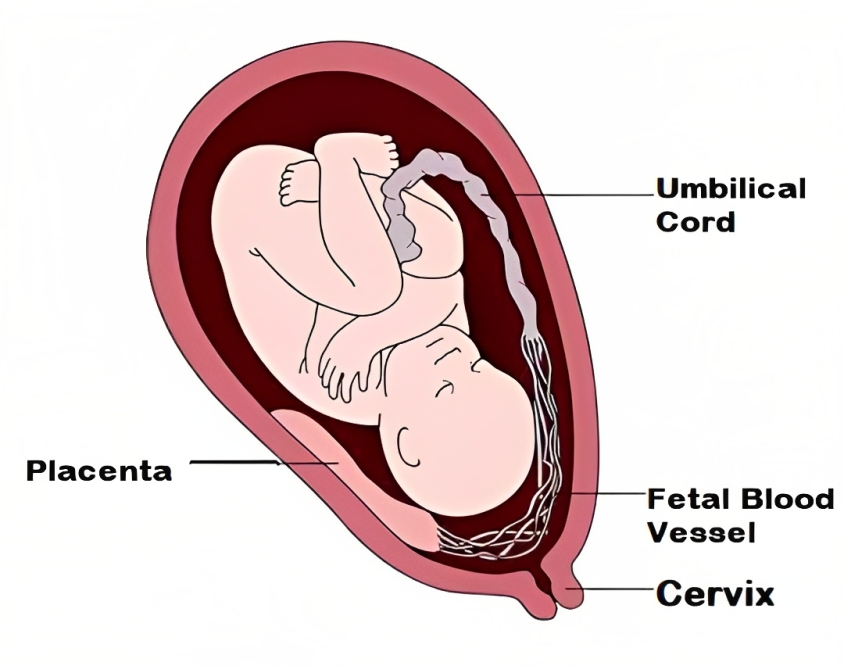 Umbilical
Cord
Placenta
Fetal Blood
Vessel
Cervix